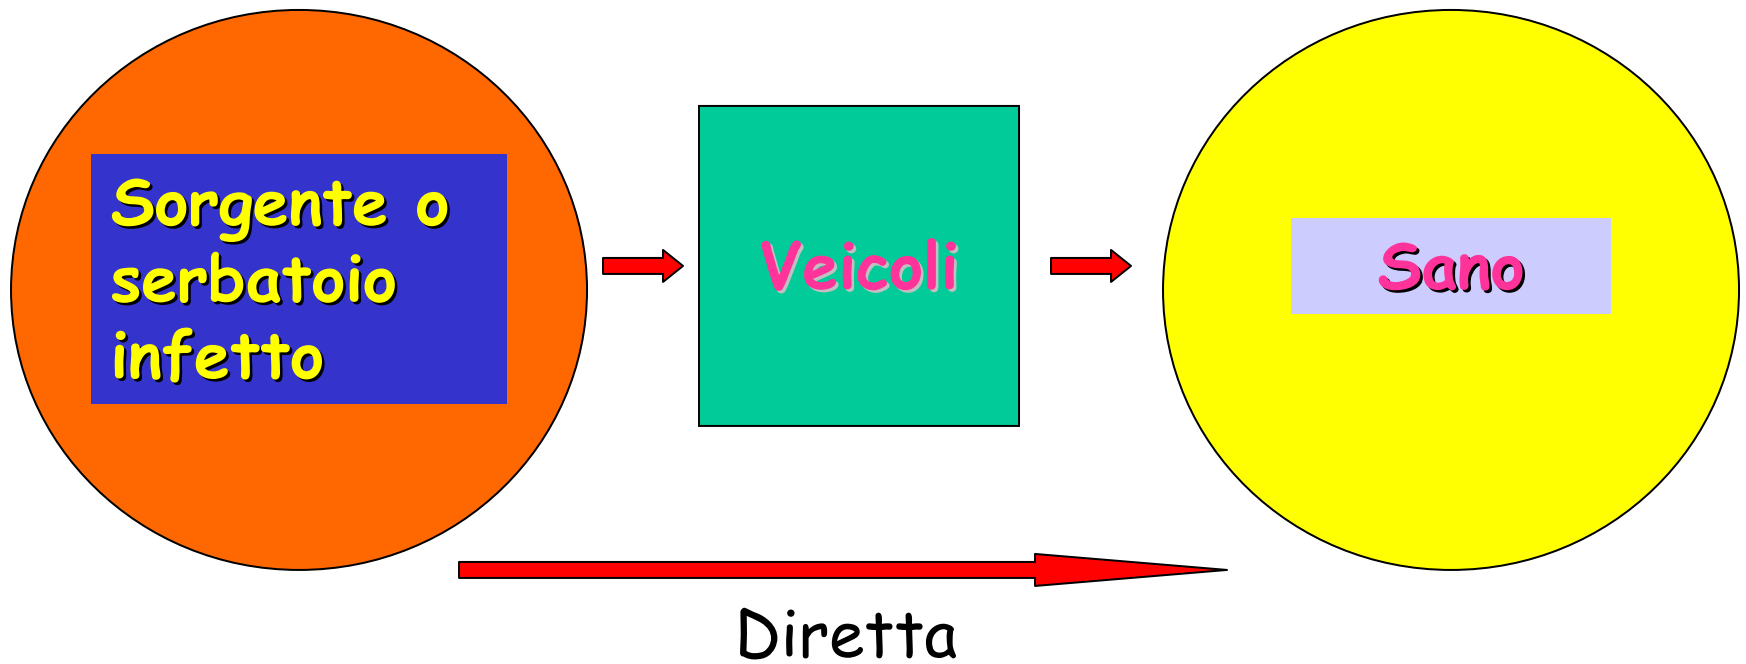 Sorgente o
serbatoio
infetto
Veicoli
Sano
Diretta